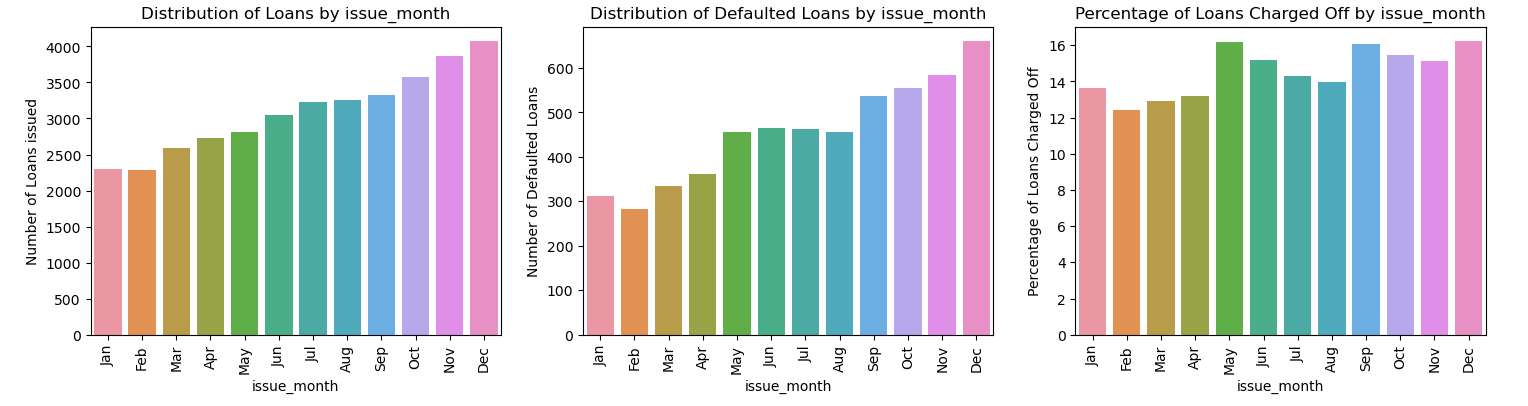 Distribution of Loans by issue_month
Number of Loans issued
4000
3500
3000
2500
2000
1500
1000
500
0
Jan Feb Mar Apr May Jun Jul Aug Sep Oct Nov Dec
issue_month
Distribution of Defaulted Loans by issue_month
Number of Defaulted Loans
600
500
400
300
200
100
0
Jan Feb Mar Apr May Jun Jul Aug Sep Oct Nov Dec
issue_month
Percentage of Loans Charged Off by issue_month
Percentage of Loans Charged Off
16
14
12
10
8
6
4
2
0
Jan Feb Mar Apr May Jun Jul Aug Sep Oct Nov Dec
issue_month